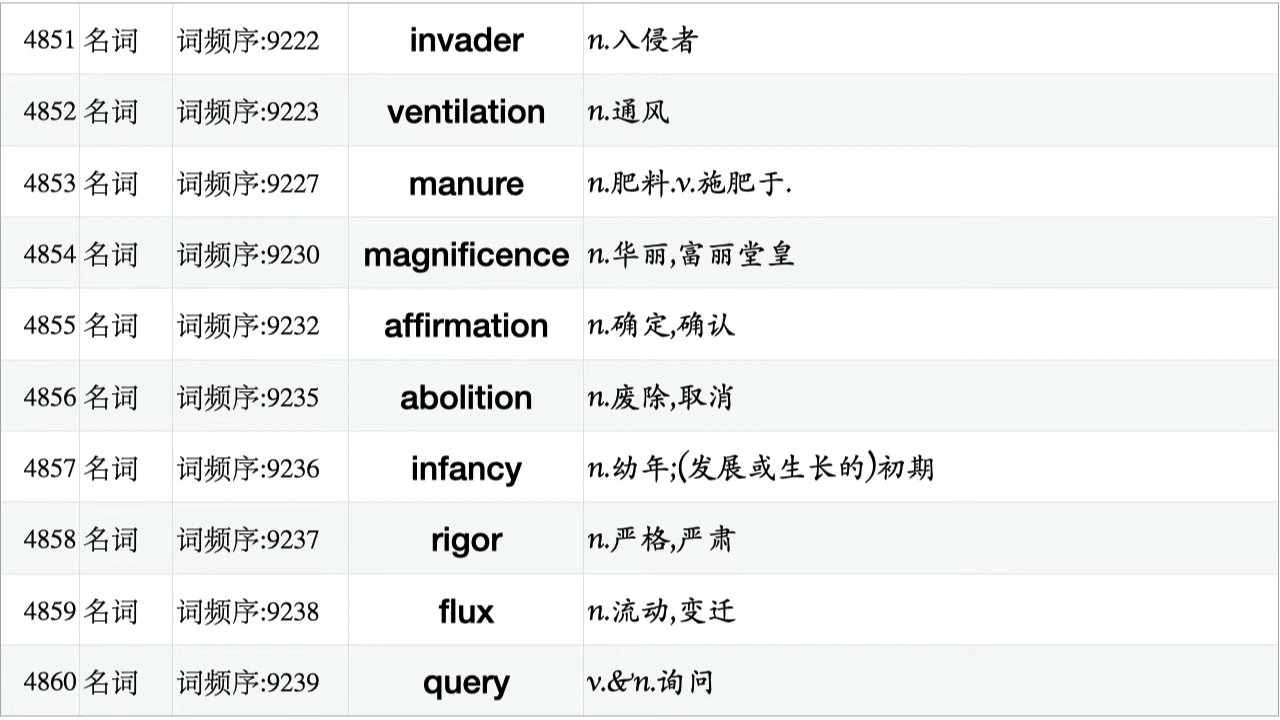 4851 名词 词频序:9222 invader n.入侵者
4852 名词 词频序:9223 ventilation n.通风
4853 名词 词频序:9227 manure n.肥料.v.施肥于.
4854 名词 词频序:9230 magnificence n.华丽,富丽堂皇
4855 名词 词频序:9232 affirmation n.确定,确认
4856 名词 词频序:9235 abolition n.废除,取消
4857 名词 词频序:9236 infancy n.幼年;(发展或生长的)初期
4858 名词 词频序:9237 rigor n.严格,严肃
4859 名词 词频序:9238 flux n.流动,变迁
4860 名词 词频序:9239 query v.&n.询问